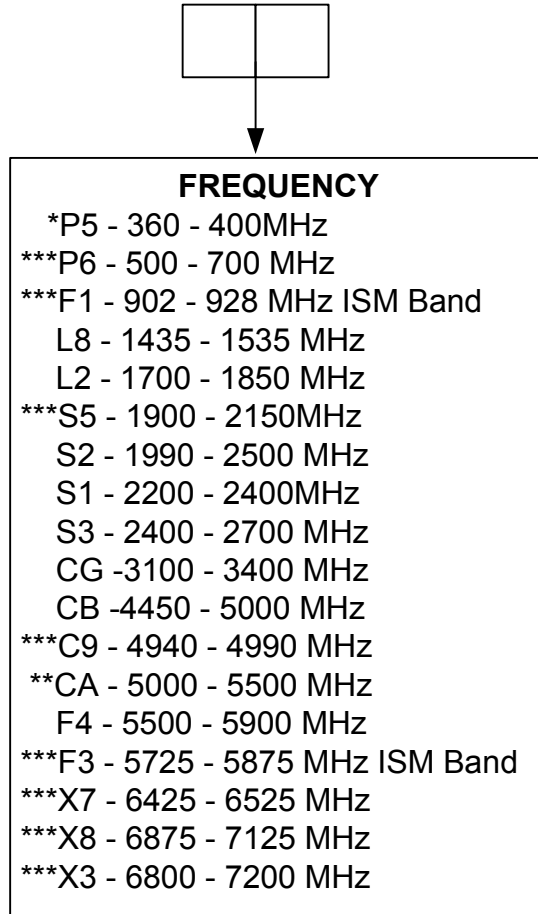 FREQUENCY
*P5 - 360 - 400MHz
***P6 - 500 - 700 MHz
***F1 - 902 - 928 MHz ISM Band
L8 - 1435 - 1535 MHz
L2 - 1700 - 1850 MHz
***S5 - 1900 - 2150MHz
S2 - 1990 - 2500 MHz
S1 - 2200 - 2400MHz
S3 - 2400 - 2700 MHz
CG -3100 - 3400 MHz
CB -4450 - 5000 MHz
***C9 - 4940 - 4990 MHz
**CA - 5000 - 5500 MHz
F4 - 5500 - 5900 MHz
***F3 - 5725 - 5875 MHz ISM Band
***X7 - 6425 - 6525 MHz
***X8 - 6875 - 7125 MHz
***X3 - 6800 - 7200 MHz